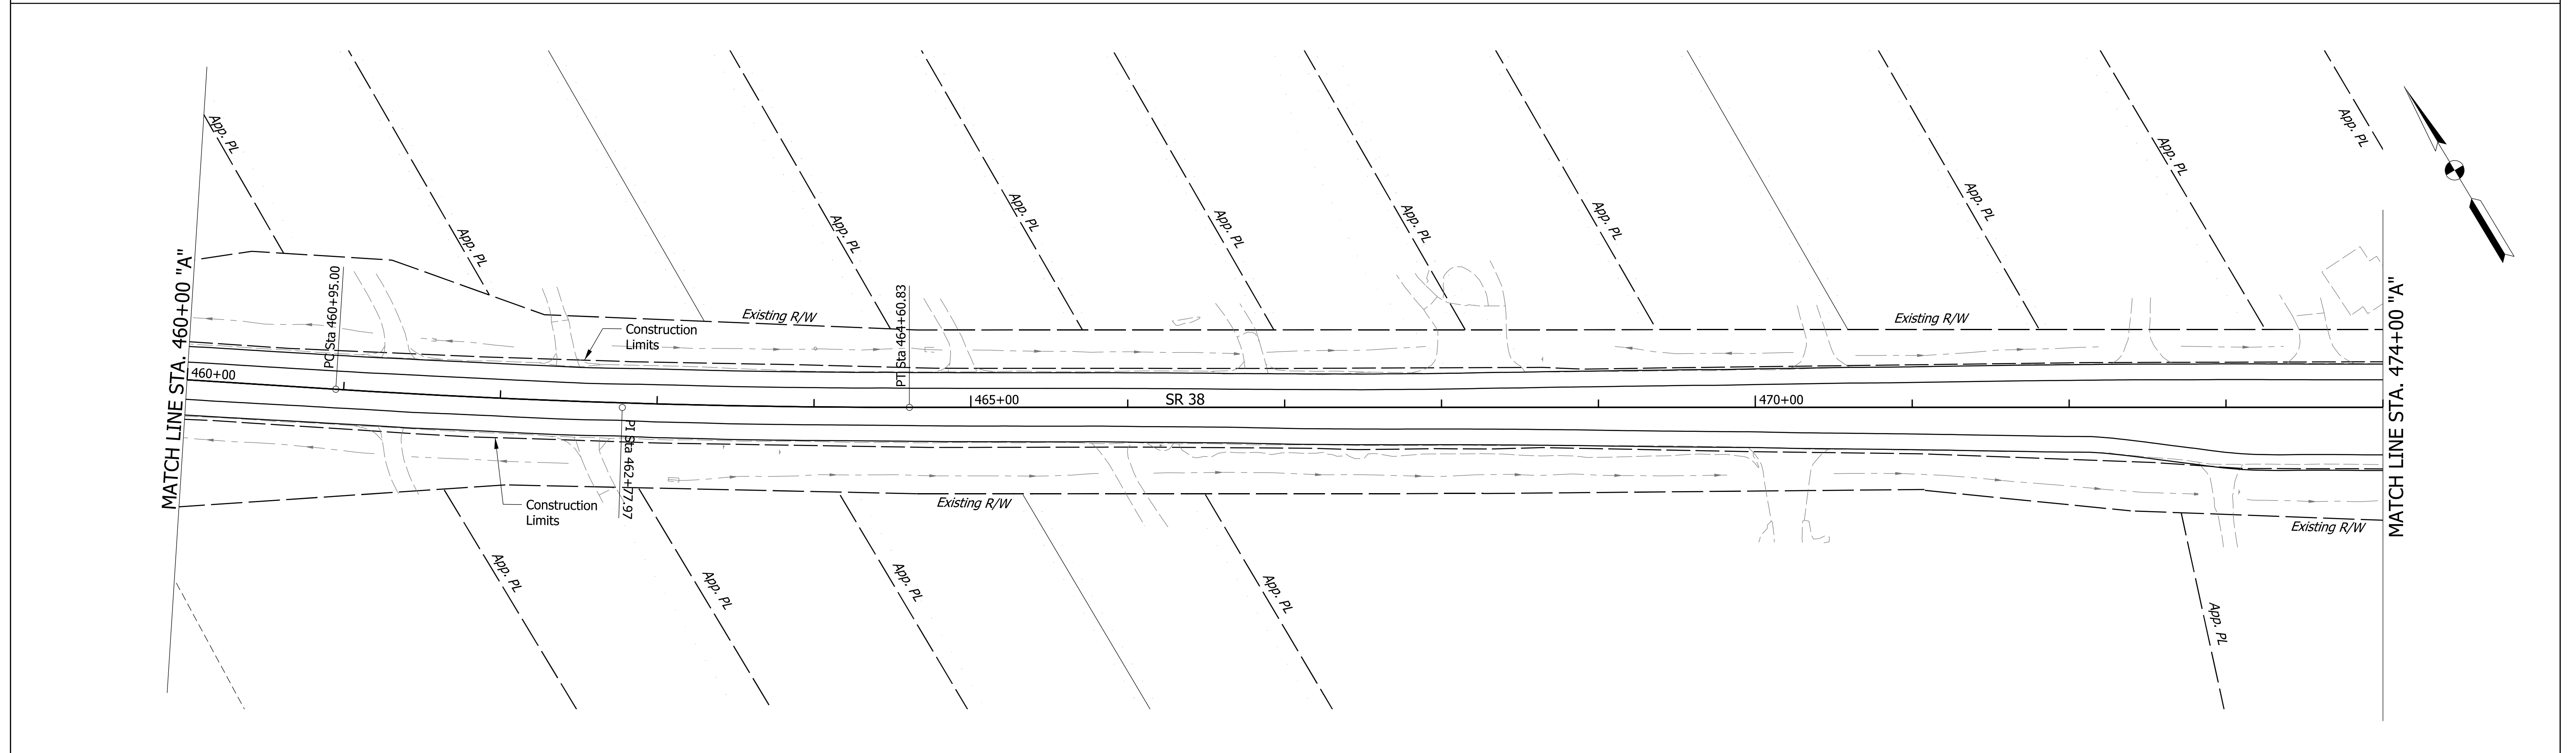 MATCH LINE STA. 460+00 "A"
App. PL
App. PL
App. PL
App. PL
App. PL
App. PL
App. PL
App. PL
App. PL
App. PL
PC Sta 460+95.00
Construction
Limits
Existing R/W
PT Sta 464+60.83
Existing R/W
460+00
465+00
SR 38
470+00
PI Sta 462+77.97
Construction
Limits
Existing R/W
Existing R/W
App. PL
App. PL
App. PL
App. PL
App. PL
MATCH LINE STA. 474+00 "A"